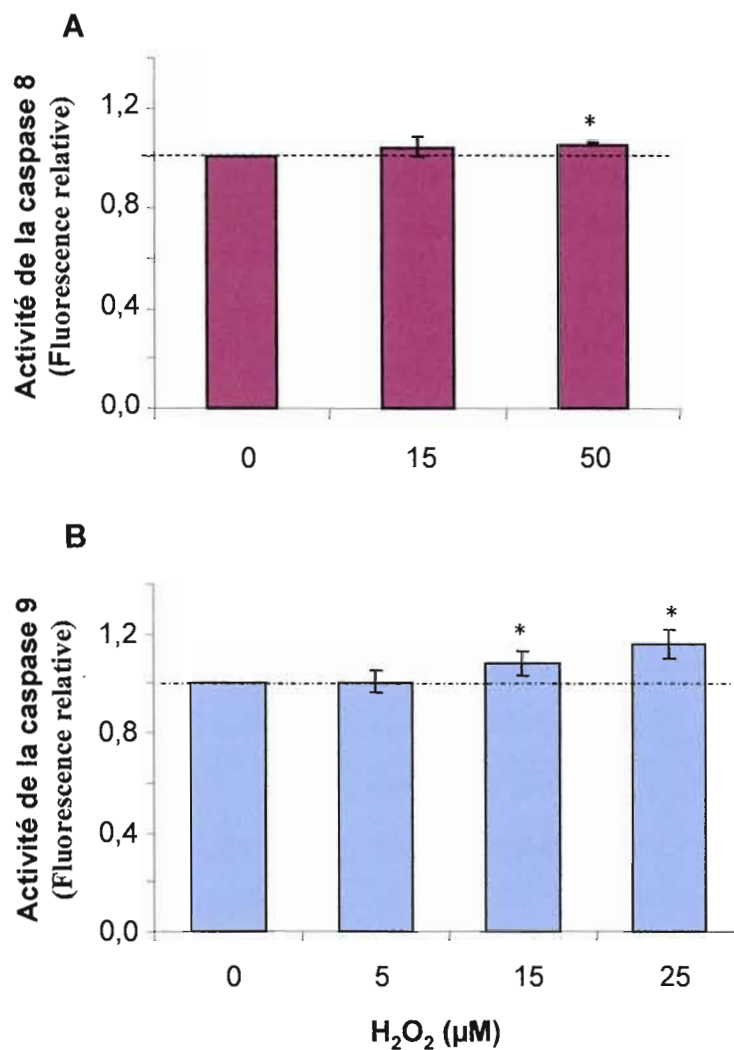 A
Activité de la caspase 8
(Fluorescence relative)
1,2
0,8
0,4
0,0
*
0 15 50
B
Activité de la caspase 9
(Fluorescence relative)
1,2
0,8
0,4
0,0
*
*
0 5 15 25
H₂O₂ (µM)